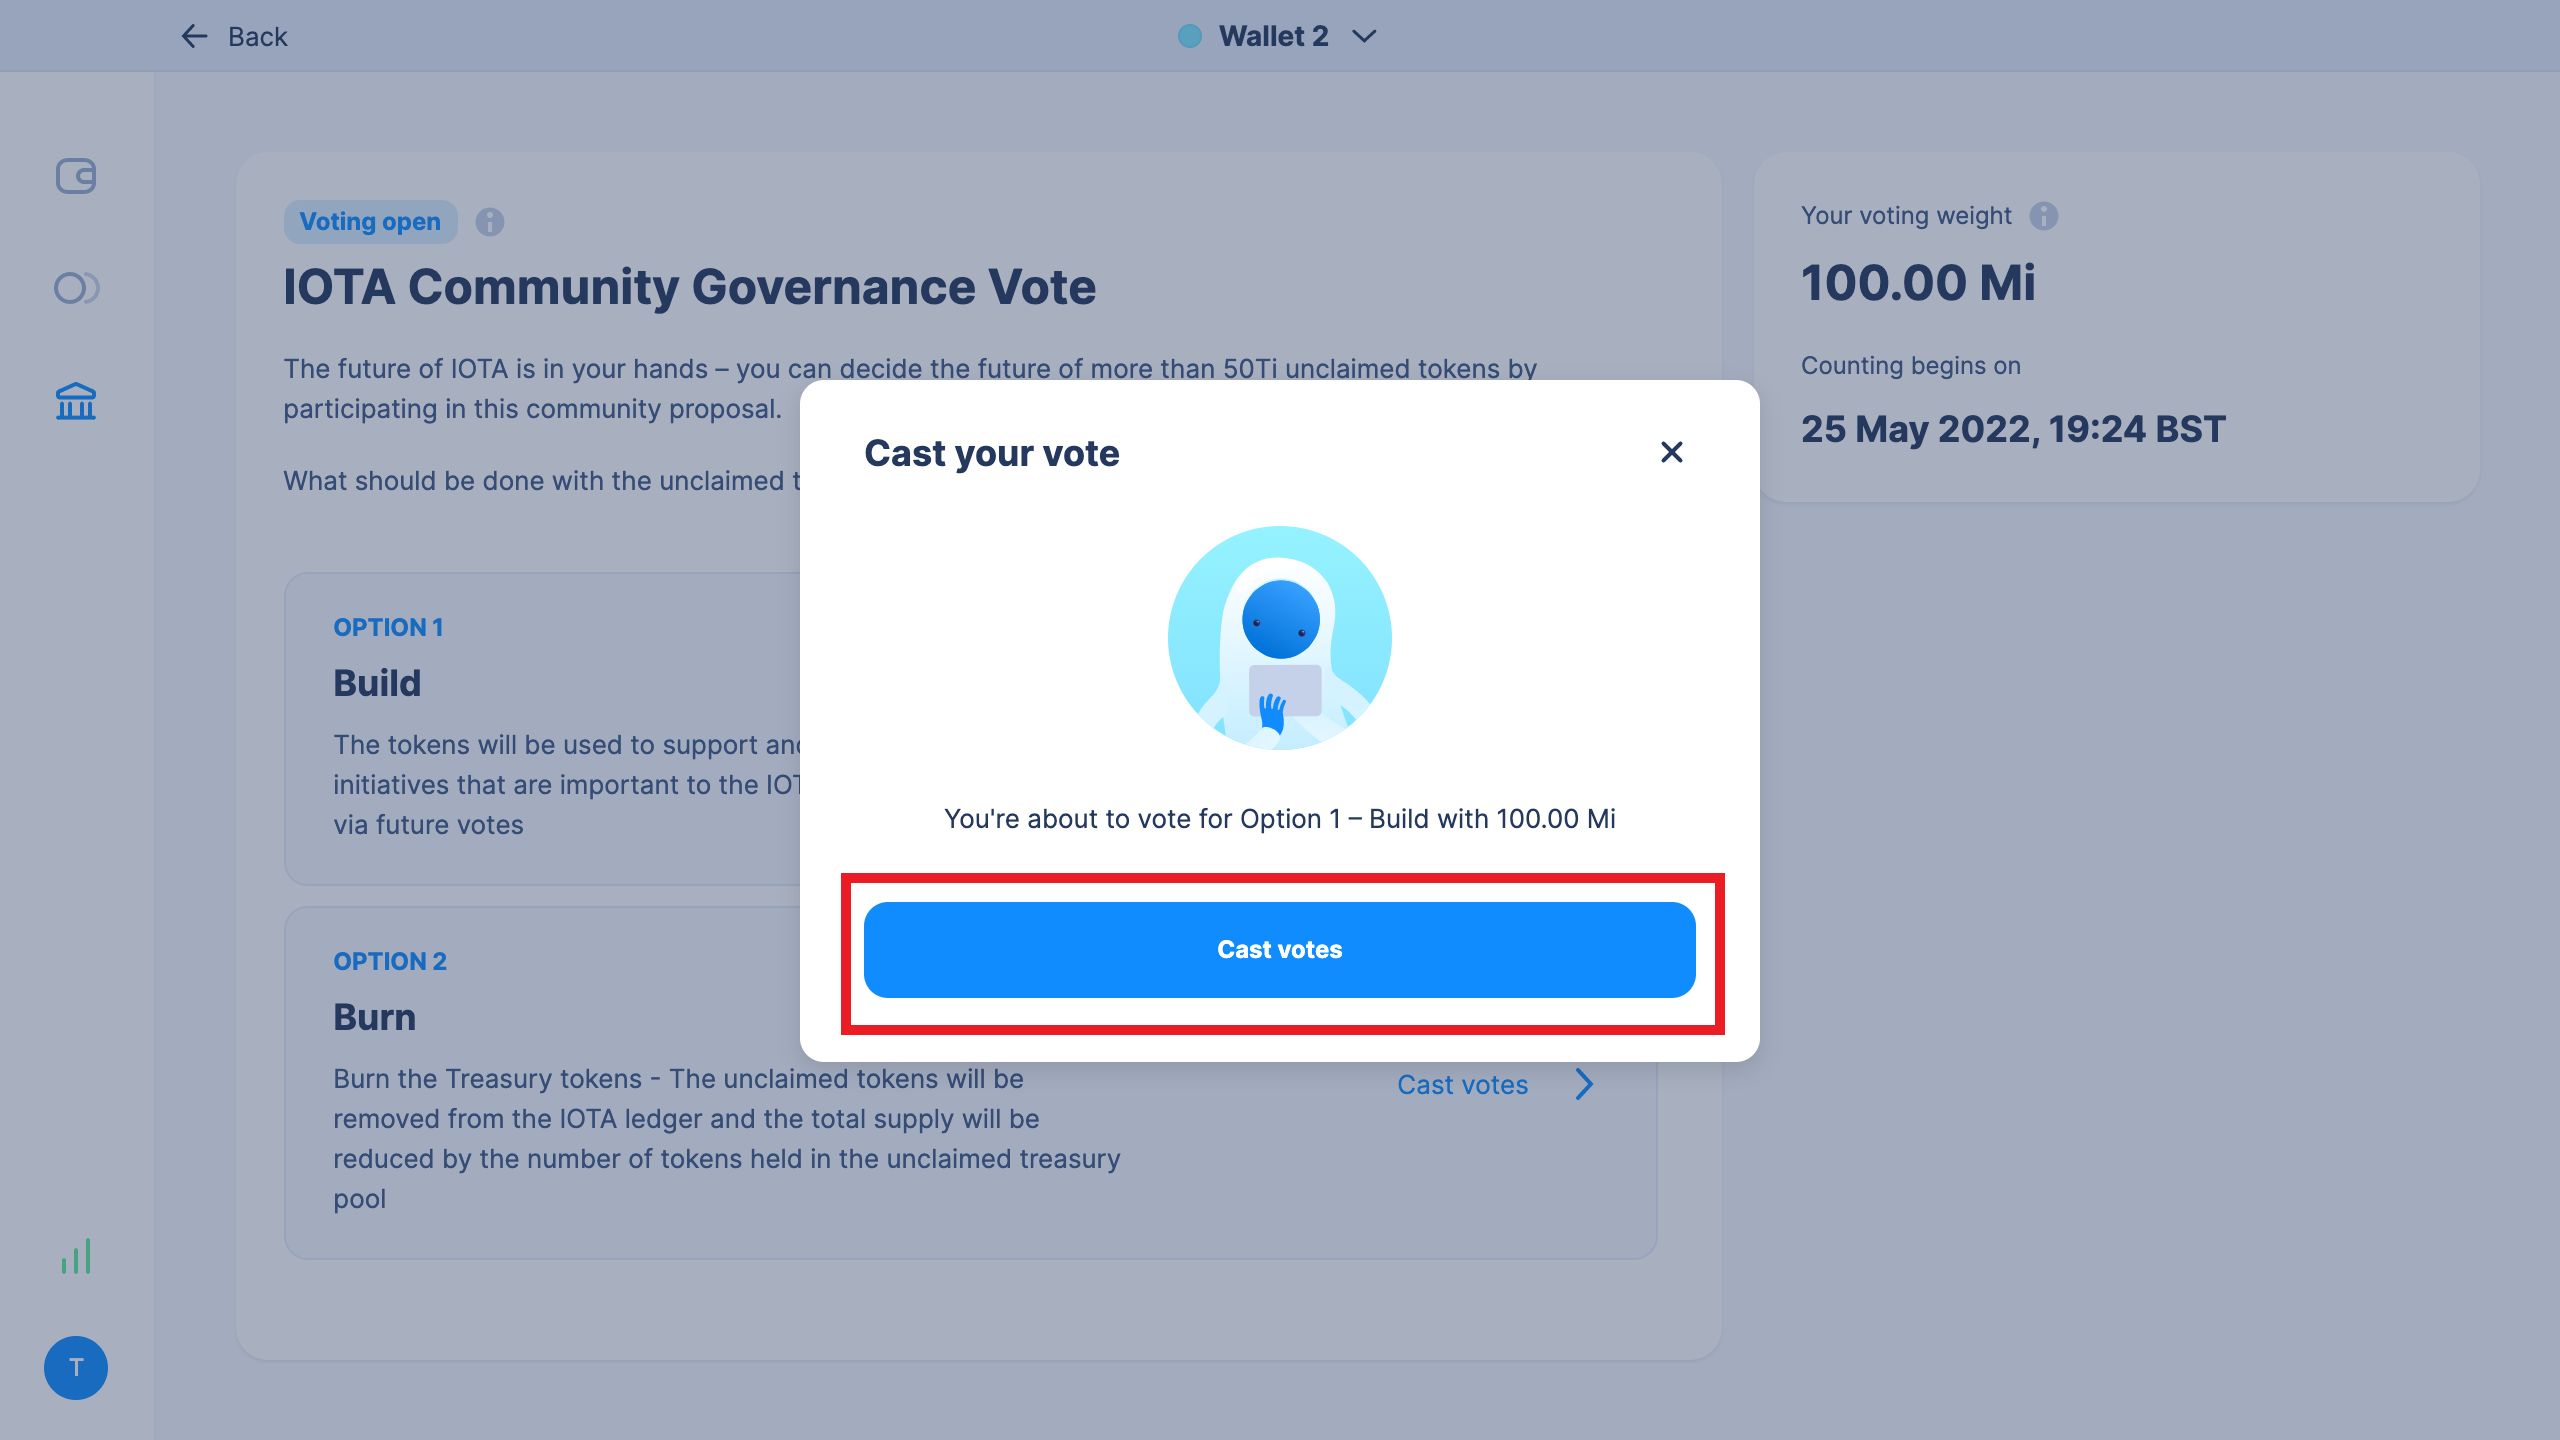 Back
Wallet 2
Voting open
IOTA Community Governance Vote
The future of IOTA is in your hands – you can decide the future of more than 50Ti unclaimed tokens by
participating in this community proposal.
What should be done with the unclaimed t
OPTION 1
Build
The tokens will be used to support and
initiatives that are important to the IOT
via future votes
OPTION 2
Burn
Burn the Treasury tokens - The unclaimed tokens will be
removed from the IOTA ledger and the total supply will be
reduced by the number of tokens held in the unclaimed treasury
pool
Cast votes
Your voting weight
100.00 Mi
Counting begins on
25 May 2022, 19:24 BST
Cast your vote
You're about to vote for Option 1 – Build with 100.00 Mi
Cast votes
T